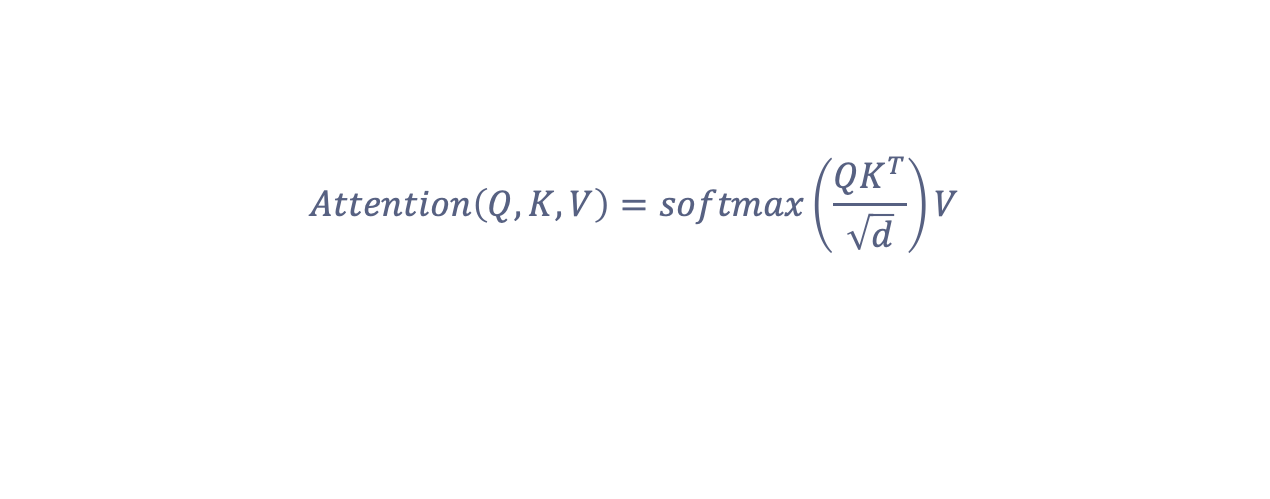 Attention(Q, K, V) = softmax(QK^T / √d)V